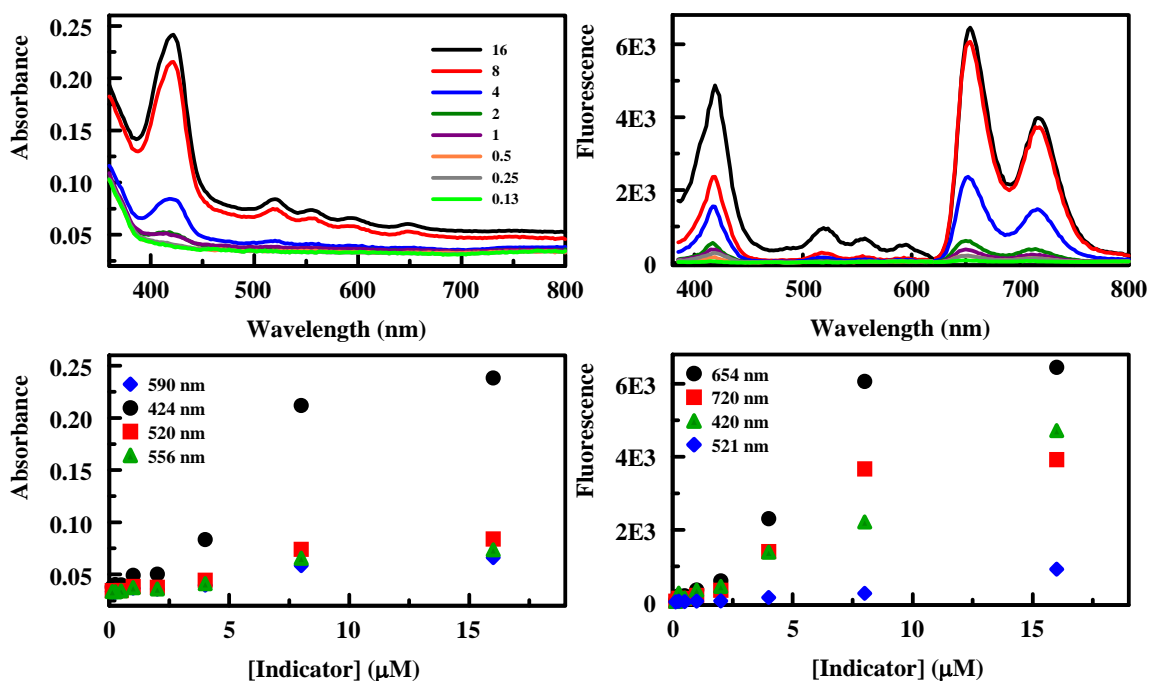 0.25
0.20
0.15
0.10
0.05
Absorbance
16
8
4
2
1
0.5
0.25
0.13
400 500 600 700 800
Wavelength (nm)
6E3
4E3
2E3
0
Fluorescence
400 500 600 700 800
Wavelength (nm)
0.25
0.20
0.15
0.10
0.05
Absorbance
590 nm
424 nm
520 nm
556 nm
0 5 10 15
[Indicator] (μM)
6E3
4E3
2E3
0
Fluorescence
654 nm
720 nm
420 nm
521 nm
0 5 10 15
[Indicator] (μM)